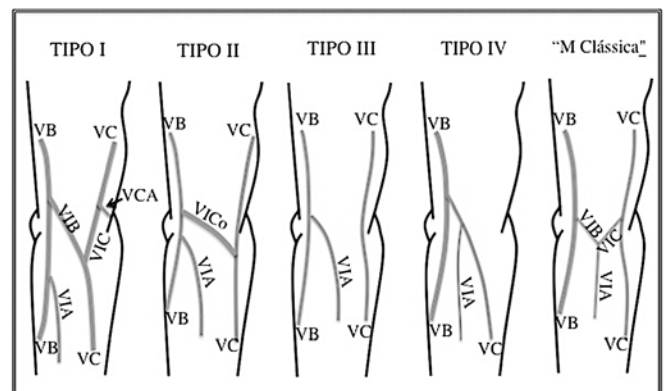 TIPO I TIPO II TIPO III TIPO IV “M Clássica"
VB VC VB VC VB VC VB VB VC
VCA
VIB VIC VICo VIB VIC
VIA VIA VIA VIA VIA
VB VC VB VC VB VC VB VC VB VC